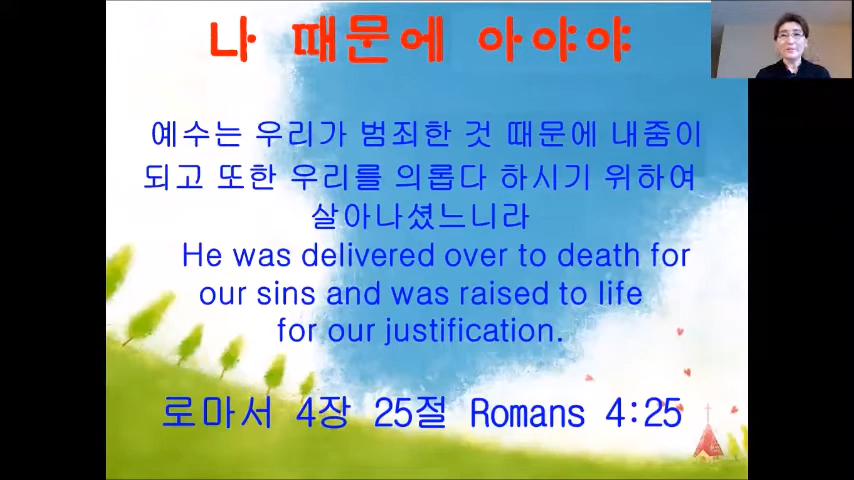 나 때문에 아야야
예수는 우리가 범죄한 것 때문에 내줌이
되고 또한 우리를 의롭다 하시기 위하여
살아나셨느니라
He was delivered over to death for
our sins and was raised to life
for our justification.
로마서 4장 25절 Romans 4:25